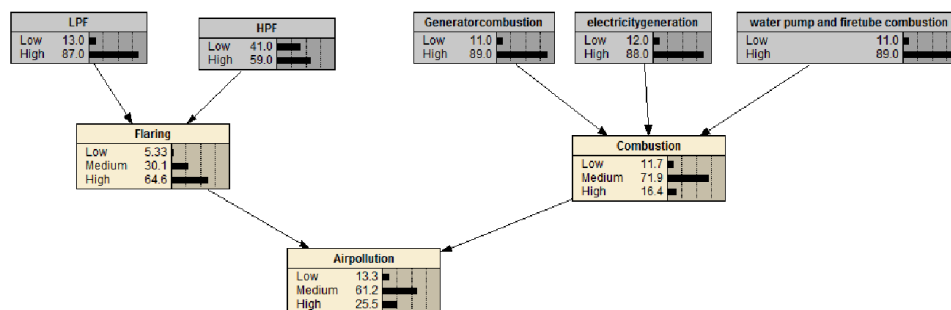 LPF
Low 13.0
High 87.0
HPF
Low 41.0
High 59.0
Generatorcombustion
Low 11.0
High 89.0
electricitygeneration
Low 12.0
High 88.0
water pump and firetube combustion
Low 11.0
High 89.0
Flaring
Low 5.33
Medium 30.1
High 64.6
Combustion
Low 11.7
Medium 71.9
High 16.4
Airpollution
Low 13.3
Medium 61.2
High 25.5